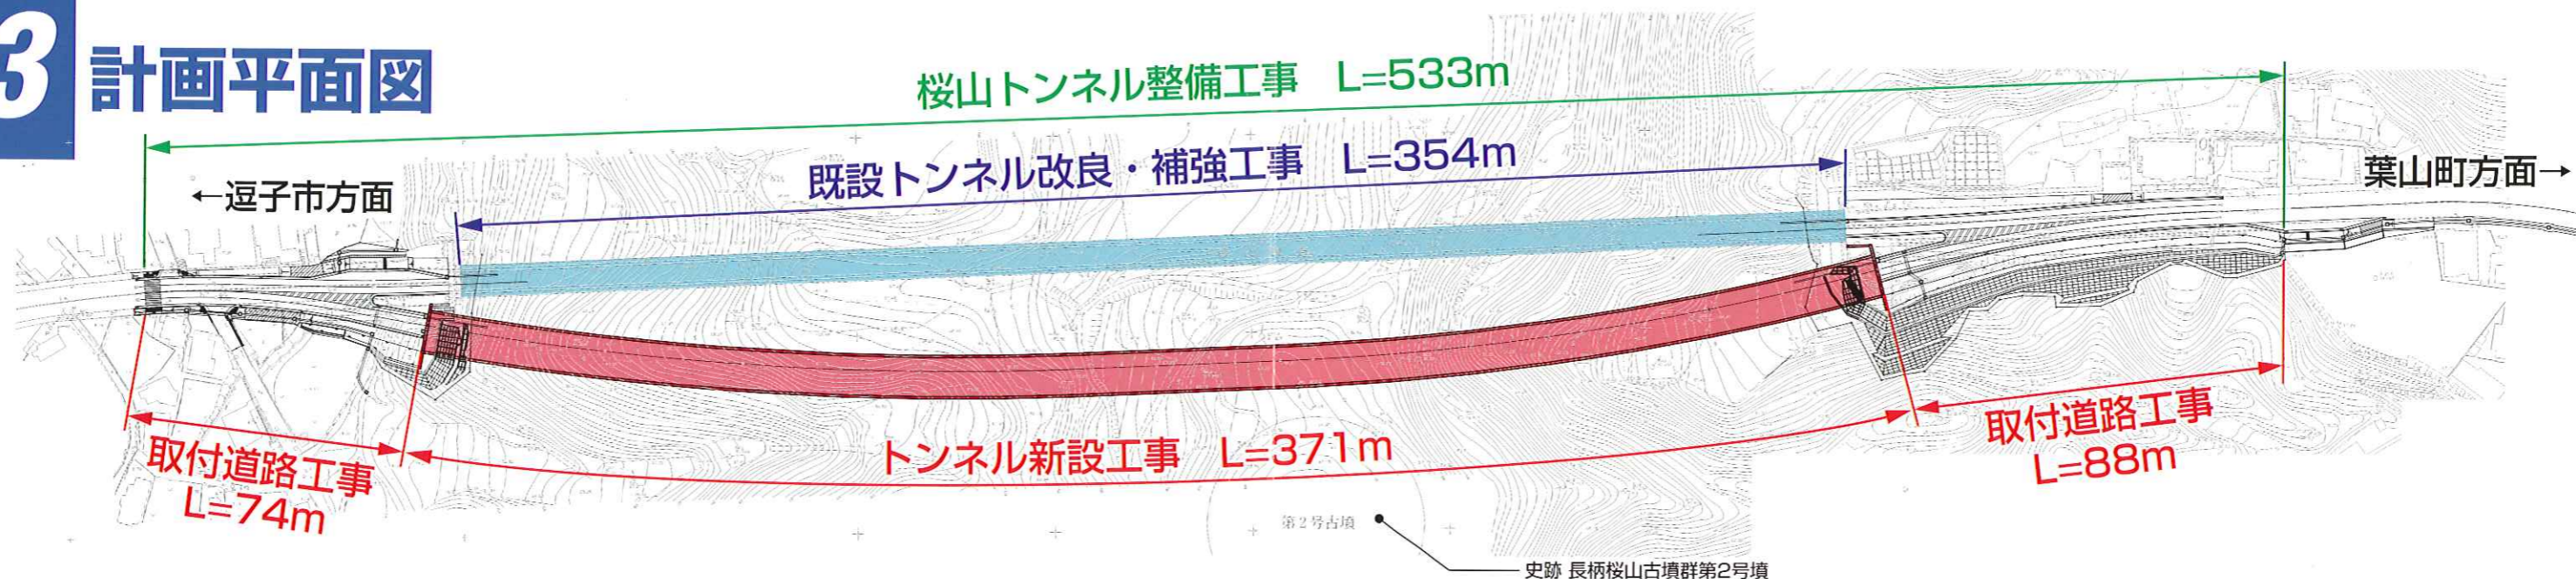 3 計画平面図
桜山トンネル整備工事 L=533m
既設トンネル改良・補強工事 L=354m
←逗子市方面
葉山町方面→
トンネル新設工事 L=371m
取付道路工事
L=74m
取付道路工事
L=88m
第2号古墳
史跡 長柄桜山古墳群第2号墳